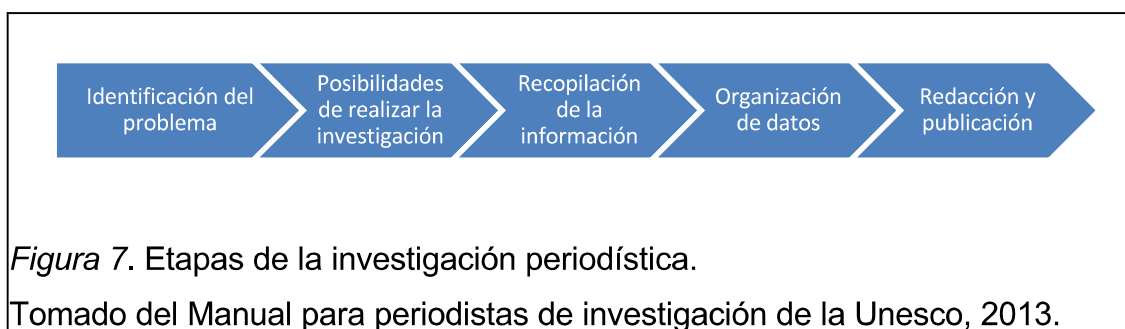 Identificación del
problema
Posibilidades
de realizar la
investigación
Recopilación
de la
información
Organización
de datos
Redacción y
publicación
Figura 7. Etapas de la investigación periodística.
Tomado del Manual para periodistas de investigación de la Unesco, 2013.